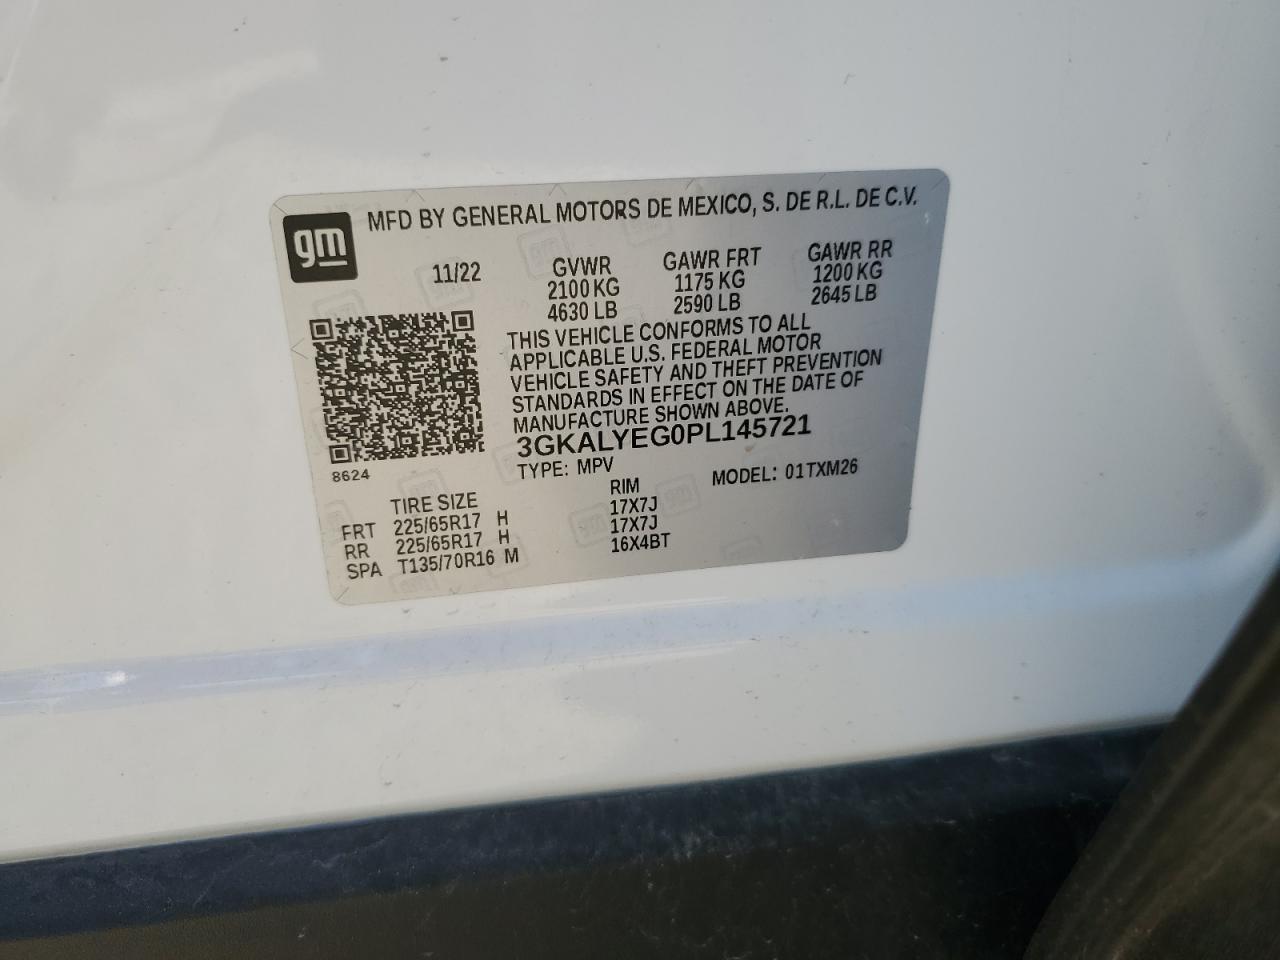 gm
MFD BY GENERAL MOTORS DE MEXICO, S. DE R.L. DE C.V.
11/22 GVWR GAWR FRT GAWR RR
2100 KG 1175 KG 1200 KG
4630 LB 2590 LB 2645 LB
THIS VEHICLE CONFORMS TO ALL
APPLICABLE U.S. FEDERAL MOTOR
VEHICLE SAFETY AND THEFT PREVENTION
STANDARDS IN EFFECT ON THE DATE OF
MANUFACTURE SHOWN ABOVE.
3GKALYEG0PL145721
8624
TYPE: MPV MODEL: 01TXM26
TIRE SIZE RIM
FRT 225/65R17 H 17X7J
RR 225/65R17 H 17X7J
SPA T135/70R16 M 16X4BT